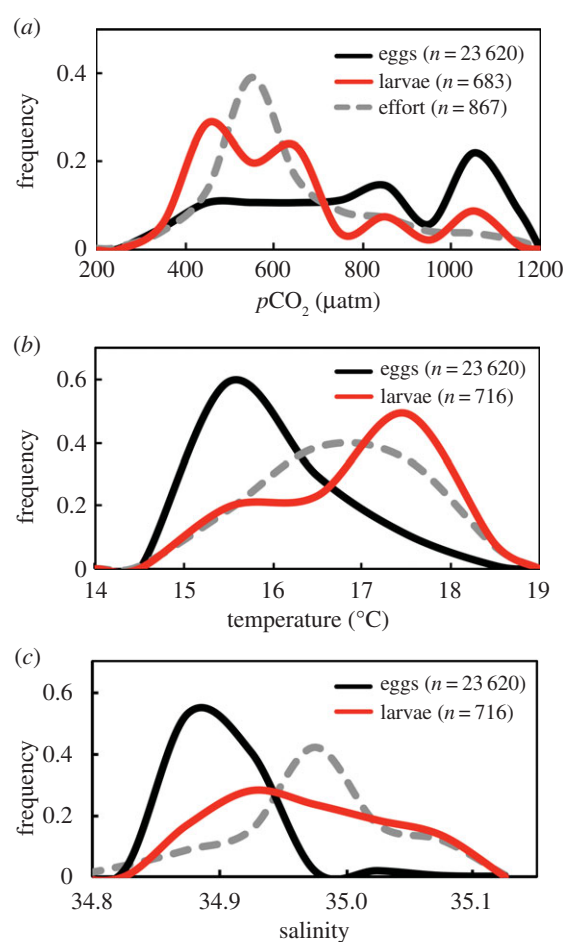 (a)
eggs (n = 23 620)
larvae (n = 683)
effort (n = 867)
frequency
0.4
0.2
0
200 400 600 800 1000 1200
pCO₂ (µatm)
(b)
eggs (n = 23 620)
larvae (n = 716)
frequency
0.6
0.4
0.2
0
14 15 16 17 18 19
temperature (°C)
(c)
eggs (n = 23 620)
larvae (n = 716)
frequency
0.6
0.4
0.2
0
34.8 34.9 35.0 35.1
salinity